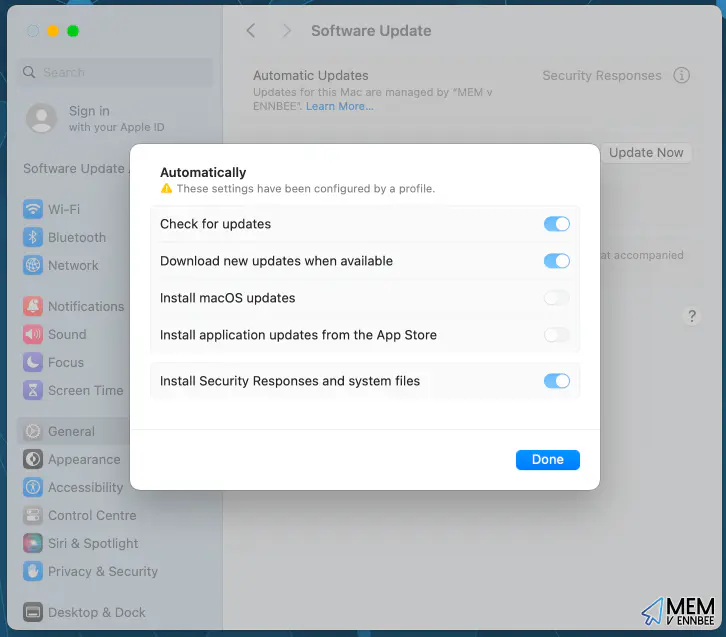 Software Update
Search
Automatic Updates
Security Responses
Updates for this Mac are managed by "MEM v
ENNBEE". Learn More...
Sign in
with your Apple ID
Software Update
Update Now
Automatically
These settings have been configured by a profile.
Check for updates
Download new updates when available
Install macOS updates
Install application updates from the App Store
Install Security Responses and system files
Done
at accompanied
?
Wi-Fi
Bluetooth
Network
Notifications
Sound
Focus
Screen Time
General
Appearance
Accessibility
Control Centre
Siri & Spotlight
Privacy & Security
Desktop & Dock
MEM
V ENNBEE